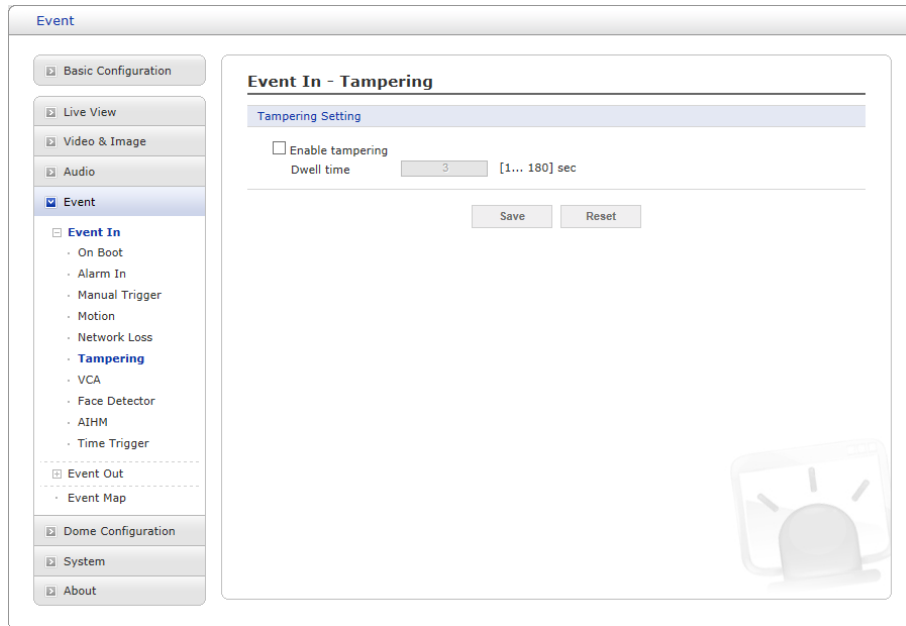 Event
Basic Configuration
Live View
Video & Image
Audio
Event
Event In
On Boot
Alarm In
Manual Trigger
Motion
Network Loss
Tampering
VCA
Face Detector
AIHM
Time Trigger
Event Out
Event Map
Dome Configuration
System
About
Event In - Tampering
Tampering Setting
Enable tampering
Dwell time 3 [1... 180] sec
Save Reset